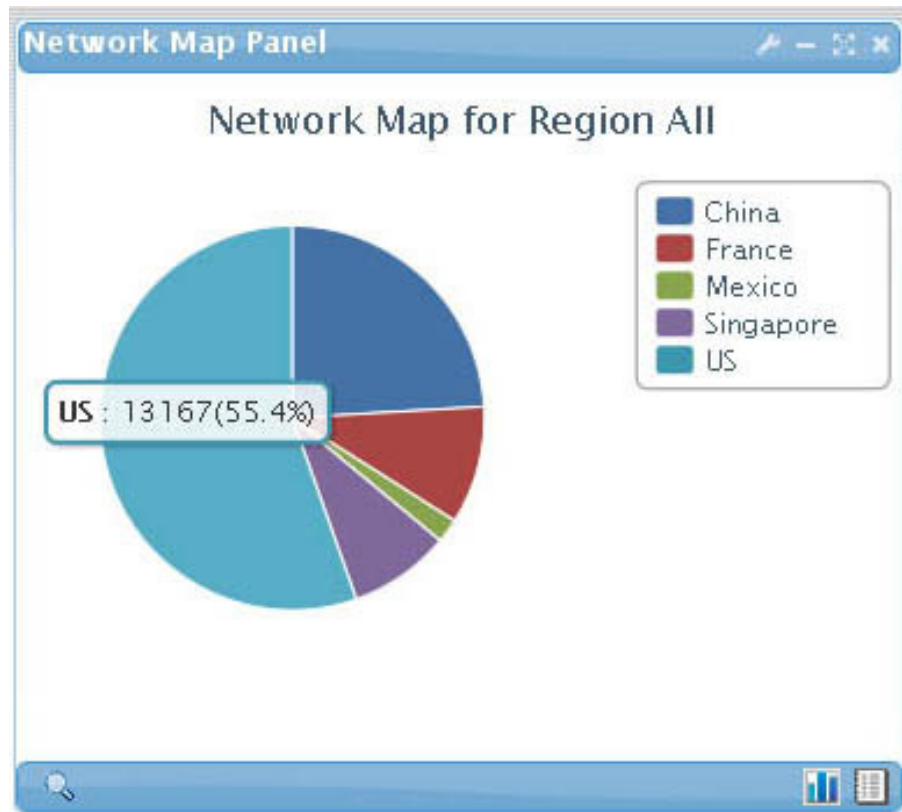 Network Map Panel
Network Map for Region All
China
France
Mexico
Singapore
US
US : 13167(55.4%)